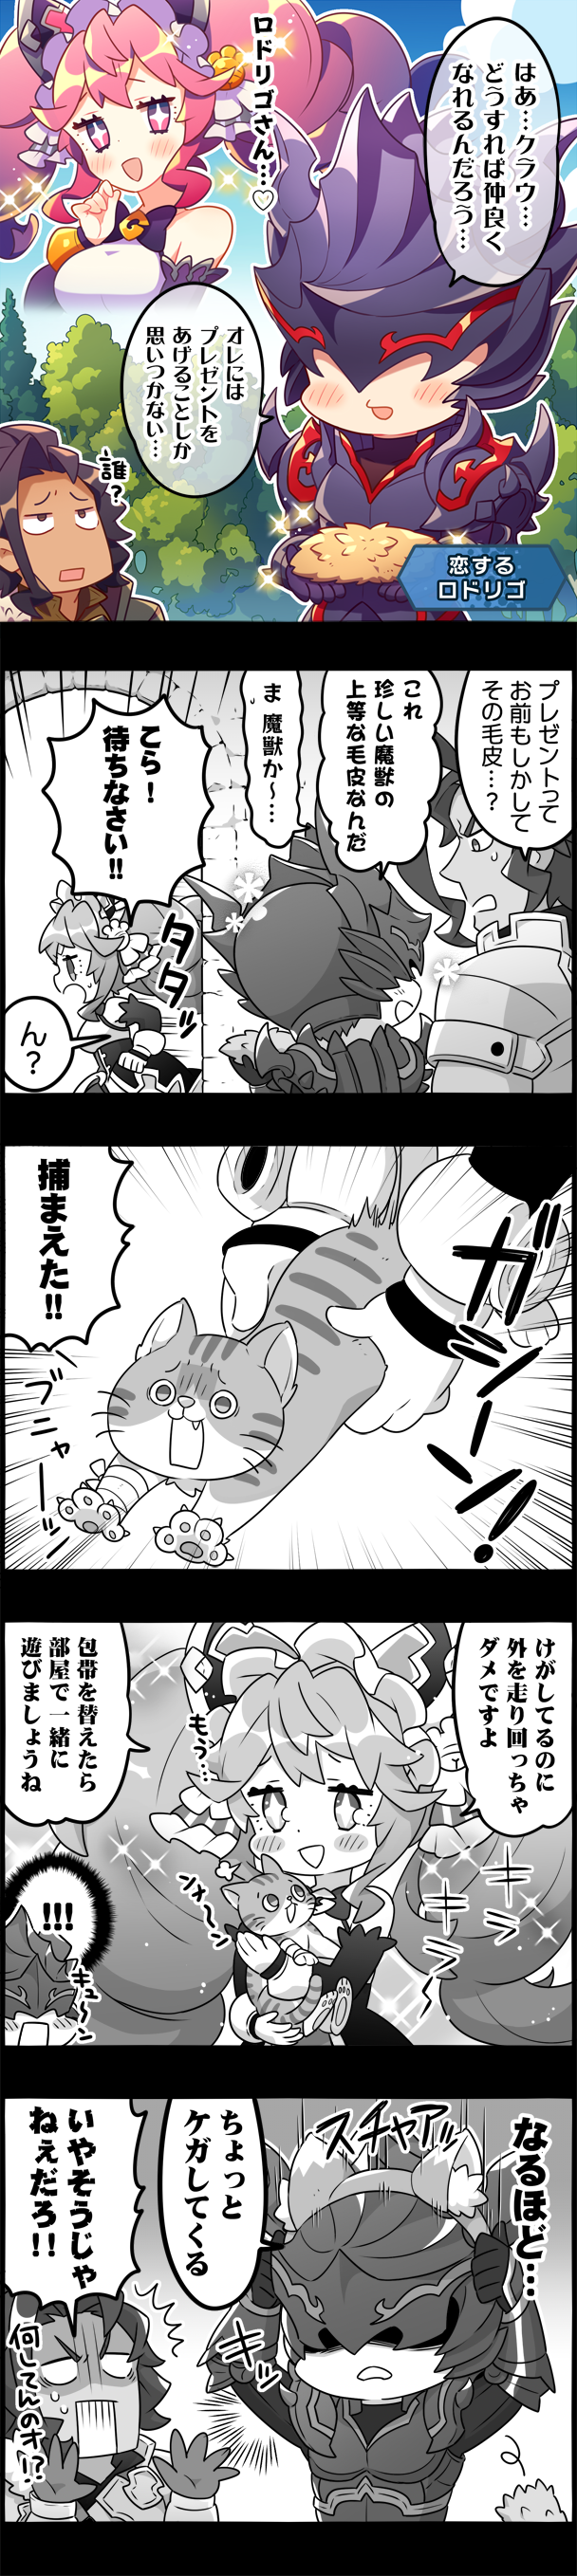 はあ…クラウ…
どうすれば仲良く
なれるんだろう…
ロドリゴさん…♡
オレには
プレゼントを
あげることしか
思いつかない…
誰?
恋する
ロドリゴ
プレゼントって
お前もしかして
その毛皮…?
これ
珍しい魔獣の
上等な毛皮なんだ
ま 魔獣か〜…
こら!
待ちなさい!!
タタッ
ん?
ガシッ!
捕まえた!!
ブニャーッ
けがしてるのに
外を走り回っちゃ
ダメですよ
もう…
包帯を替えたら
部屋で一緒に
遊びましょうね
キラ
キラ
ンメ〜ン
!!!
キュ〜ン
なるほど…
スチャアッ
ちょっと
ケガしてくる
キッ
いやそうじゃ
ねぇだろ!!
何してんのオ!?